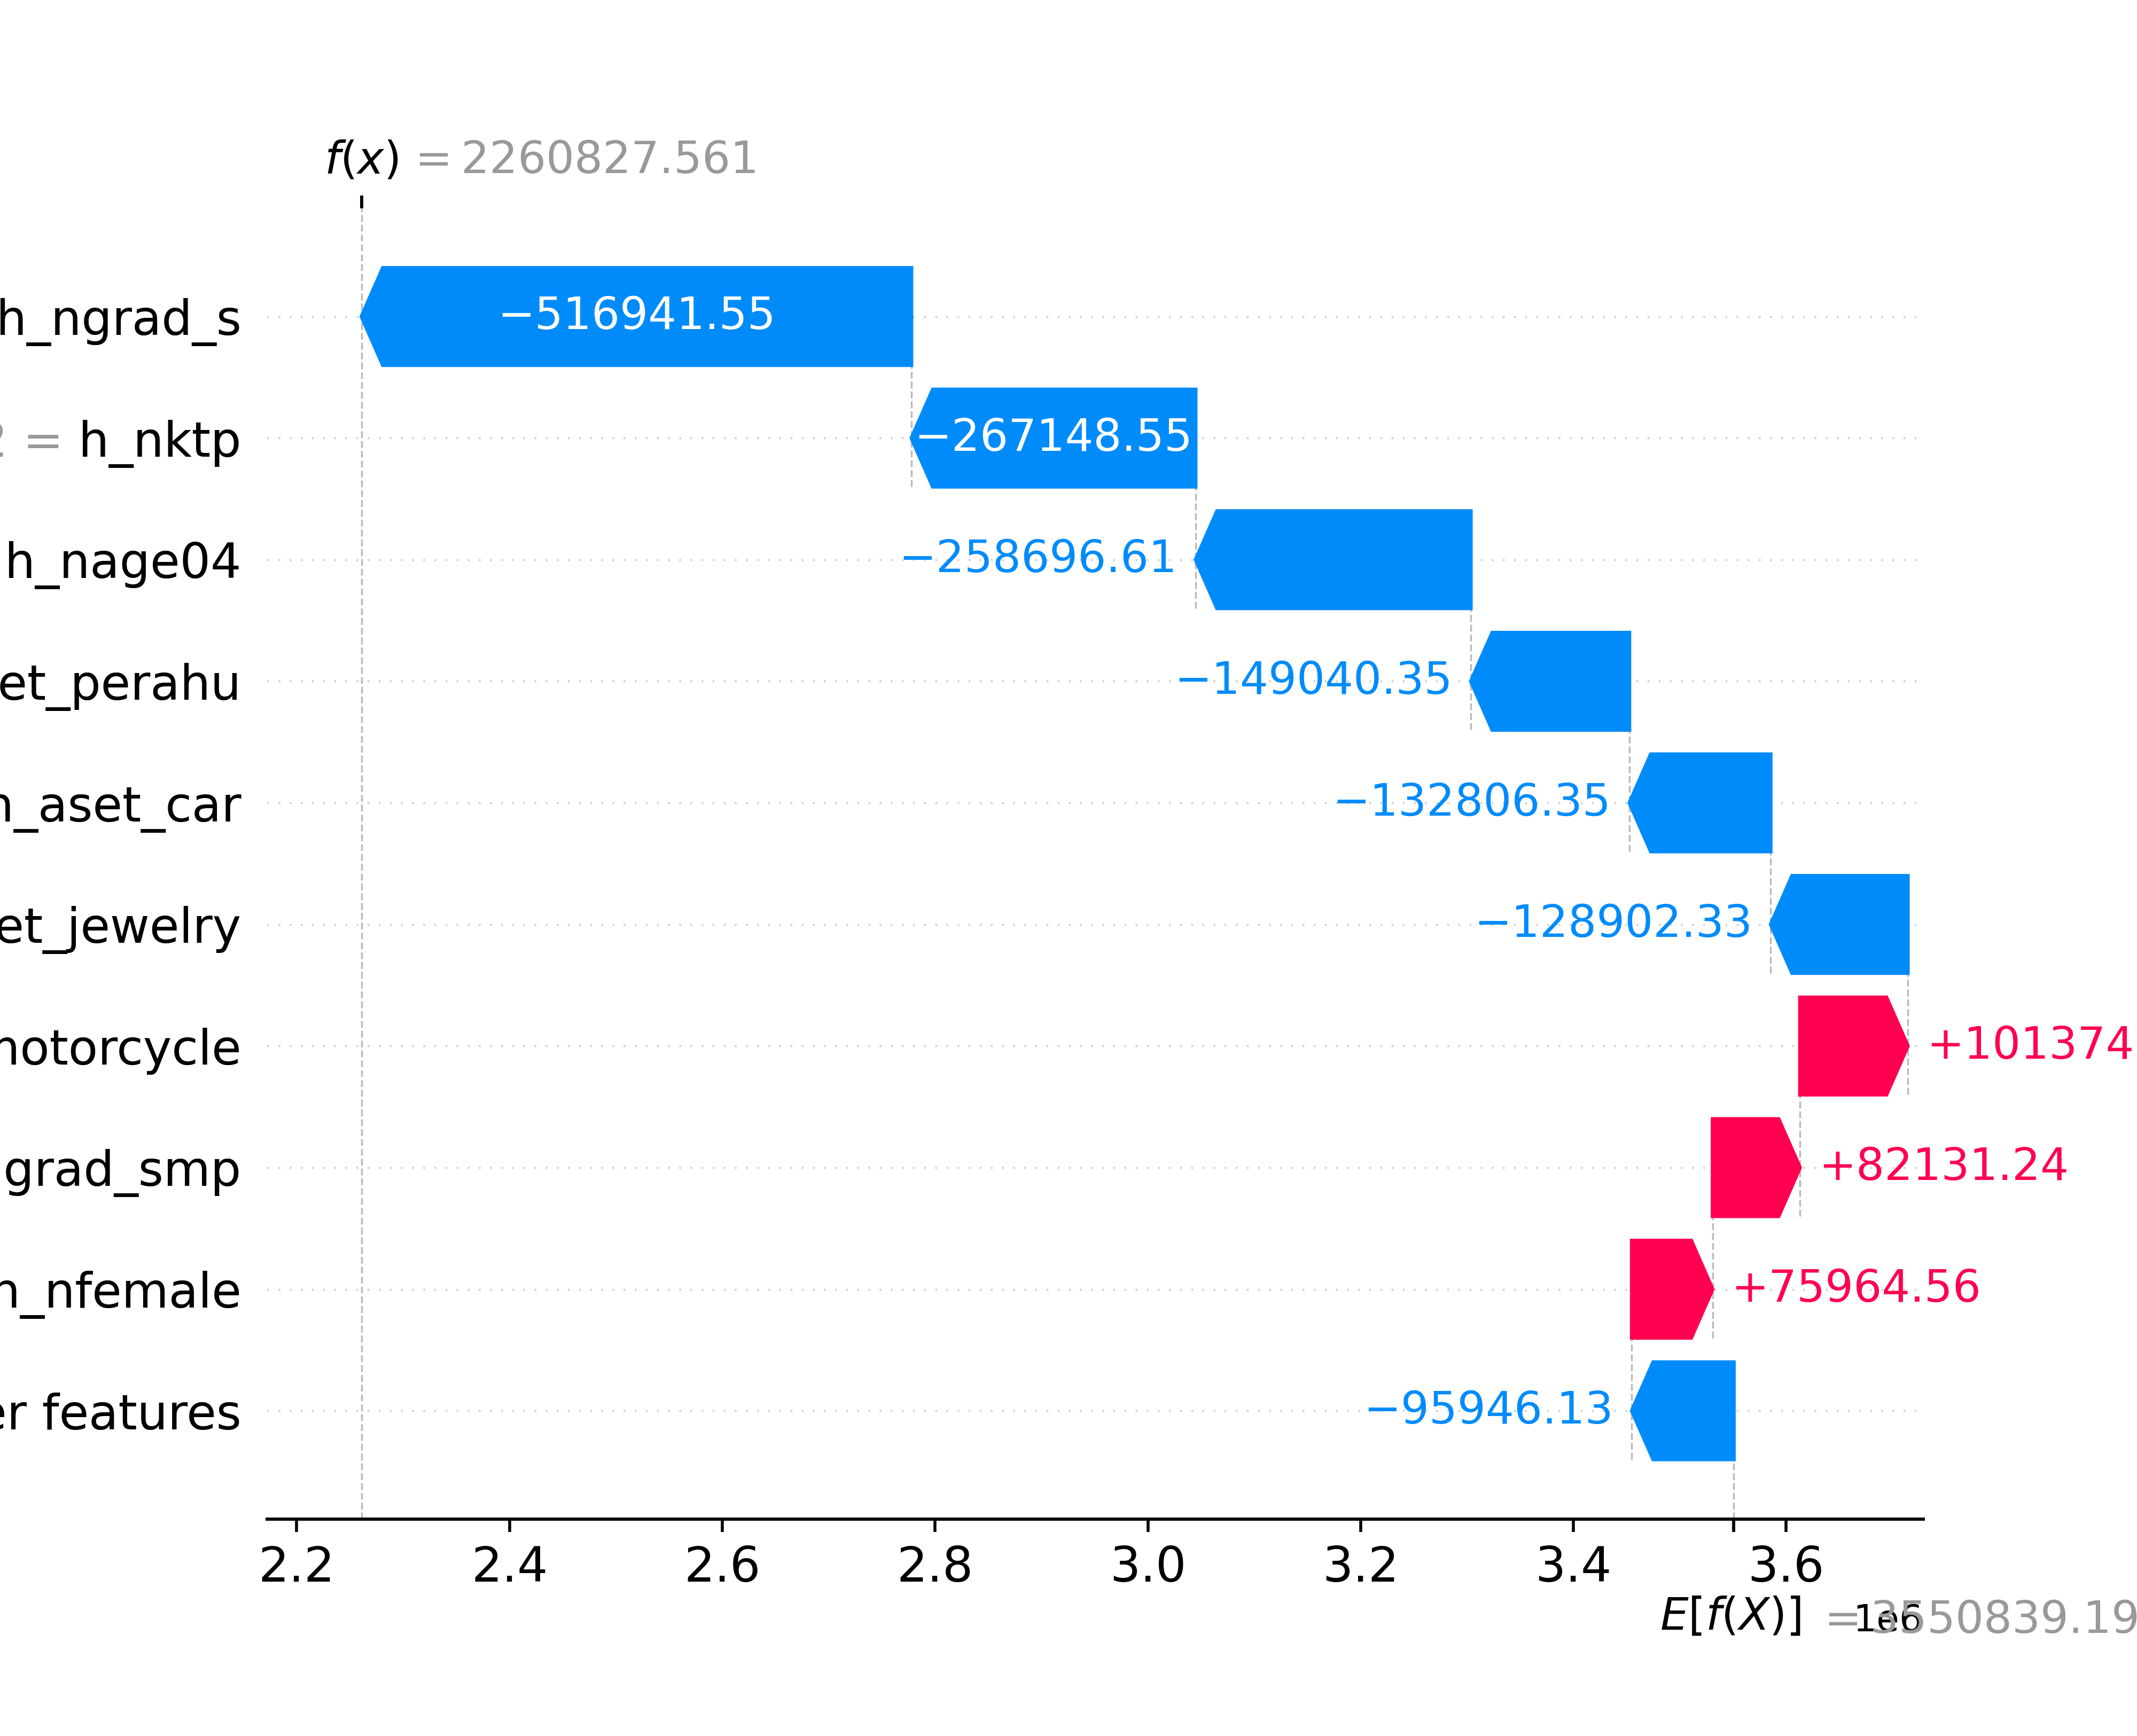 f(x) = 2260827.561
h_ngrad_s −516941.55
= h_nktp −267148.55
h_nage04 −258696.61
et_perahu −149040.35
_aset_car −132806.35
et_jewelry −128902.33
otorcycle +101374
grad_smp +82131.24
_nfemale +75964.56
er features −95946.13
2.2 2.4 2.6 2.8 3.0 3.2 3.4 3.6
1e6
E[f(X)] = 3550839.19